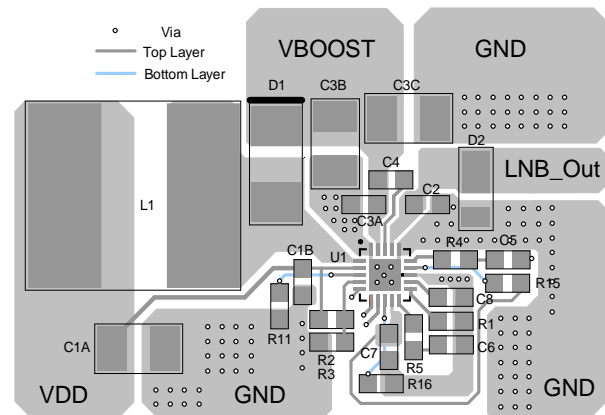 Via
Top Layer
Bottom Layer
VBOOST
GND
D1
C3B
C3C
D2
C4
LNB_Out
L1
C2
C3A
U1
C1B
R4
C5
R15
C8
R11
R1
C1A
R2
C7
C6
R3
R5
R16
VDD
GND
GND